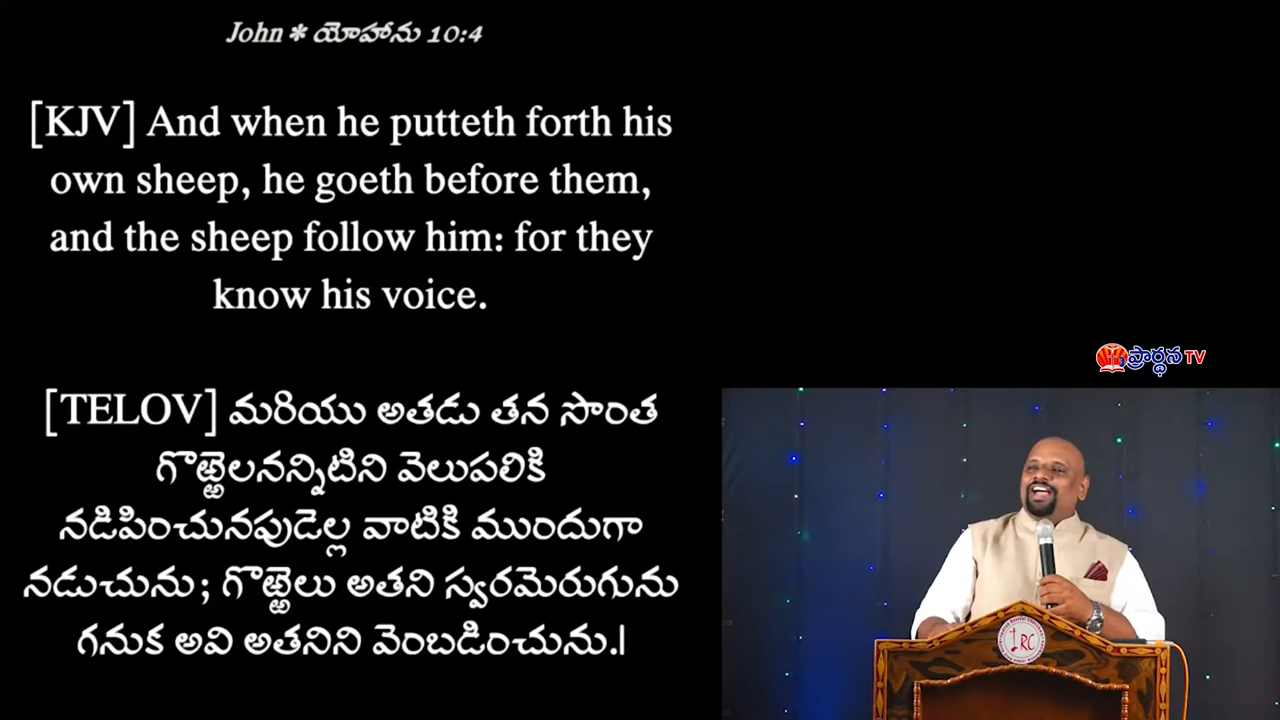 John * యోహాను 10:4
[KJV] And when he putteth forth his
own sheep, he goeth before them,
and the sheep follow him: for they
know his voice.
[TELOV] మరియు అతడు తన సొంత
గొఱ్ఱెలనన్నిటిని వెలుపలికి
నడిపించునపుడెల్ల వాటికి ముందుగా
నడుచును; గొఱ్ఱెలు అతని స్వరమెరుగును
గనుక అవి అతనిని వెంబడించును.|
ప్రార్థన TV
RC